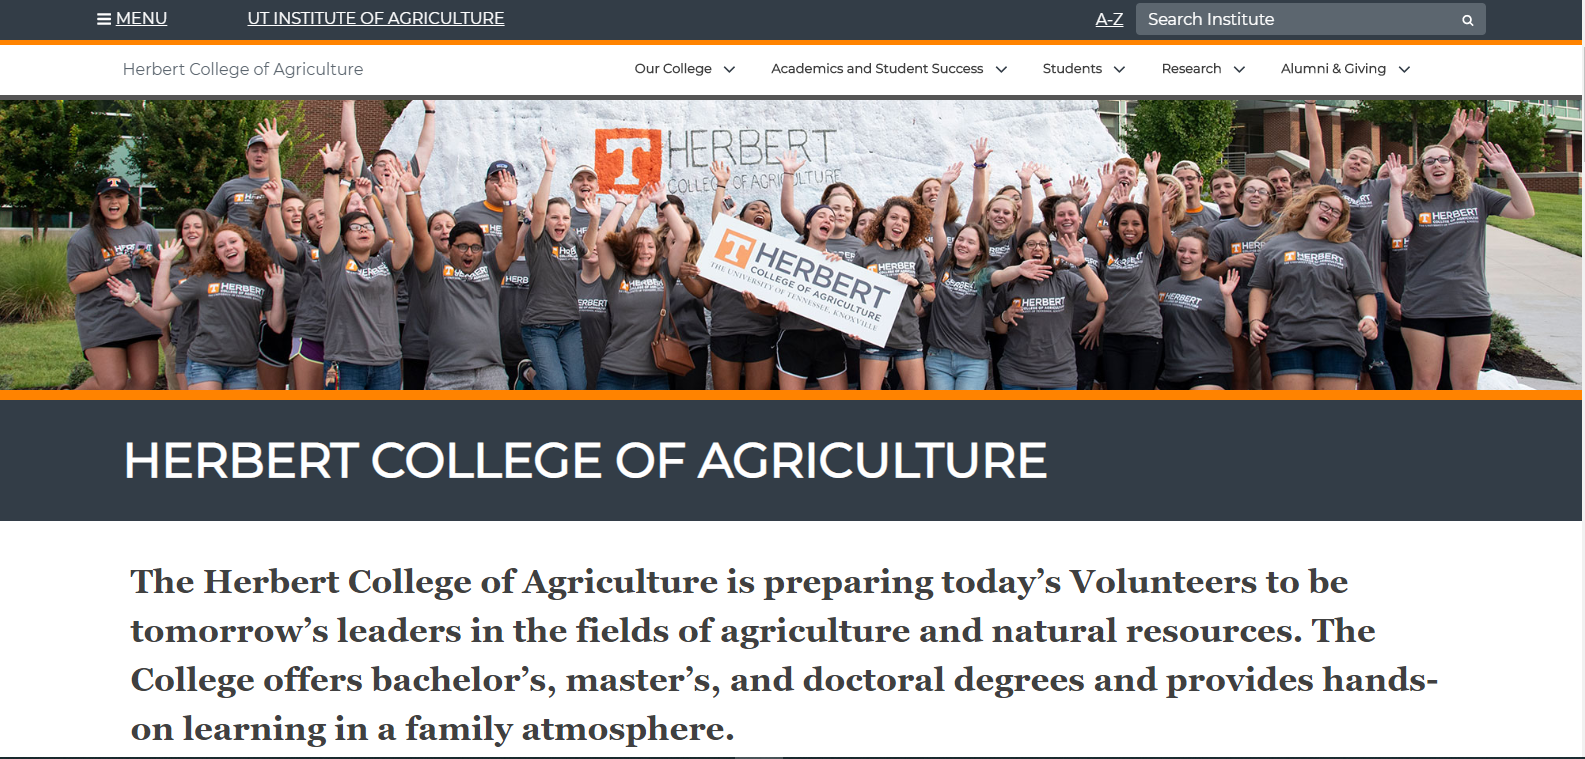 MENU
UT INSTITUTE OF AGRICULTURE
A-Z
Search Institute
Herbert College of Agriculture
Our College
Academics and Student Success
Students
Research
Alumni & Giving
T HERBERT
COLLEGE OF AGRICULTURE
T HERBERT
COLLEGE OF AGRICULTURE
THE UNIVERSITY OF TENNESSEE, KNOXVILLE
HERBERT COLLEGE OF AGRICULTURE
The Herbert College of Agriculture is preparing today’s Volunteers to be
tomorrow’s leaders in the fields of agriculture and natural resources. The
College offers bachelor’s, master’s, and doctoral degrees and provides hands-
on learning in a family atmosphere.